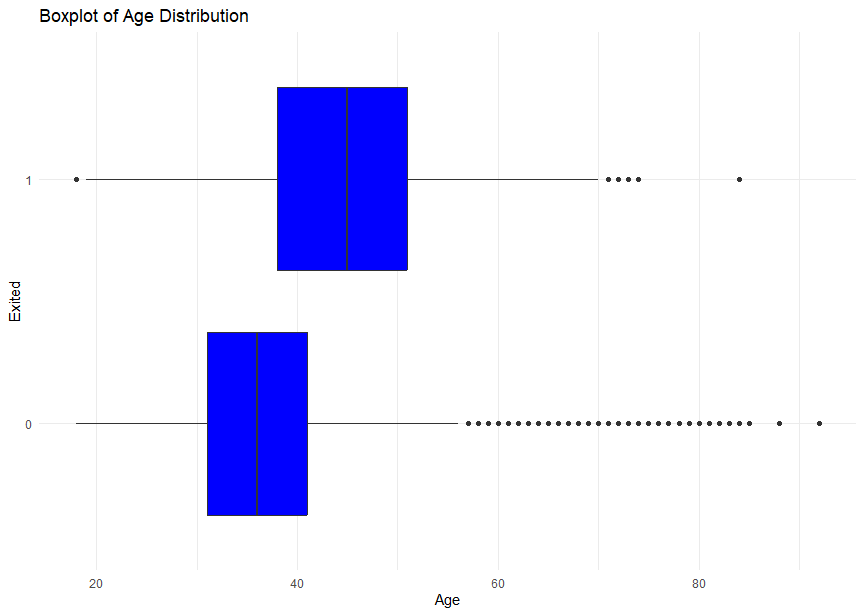 Boxplot of Age Distribution
1
Exited
0
20 40 60 80
Age